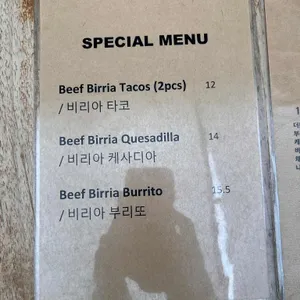 SPECIAL MENU
Beef Birria Tacos (2pcs) 12
/ 비리아 타코
Beef Birria Quesadilla 14
/ 비리아 케사디아
Beef Birria Burrito 15.5
/ 비리아 부리또